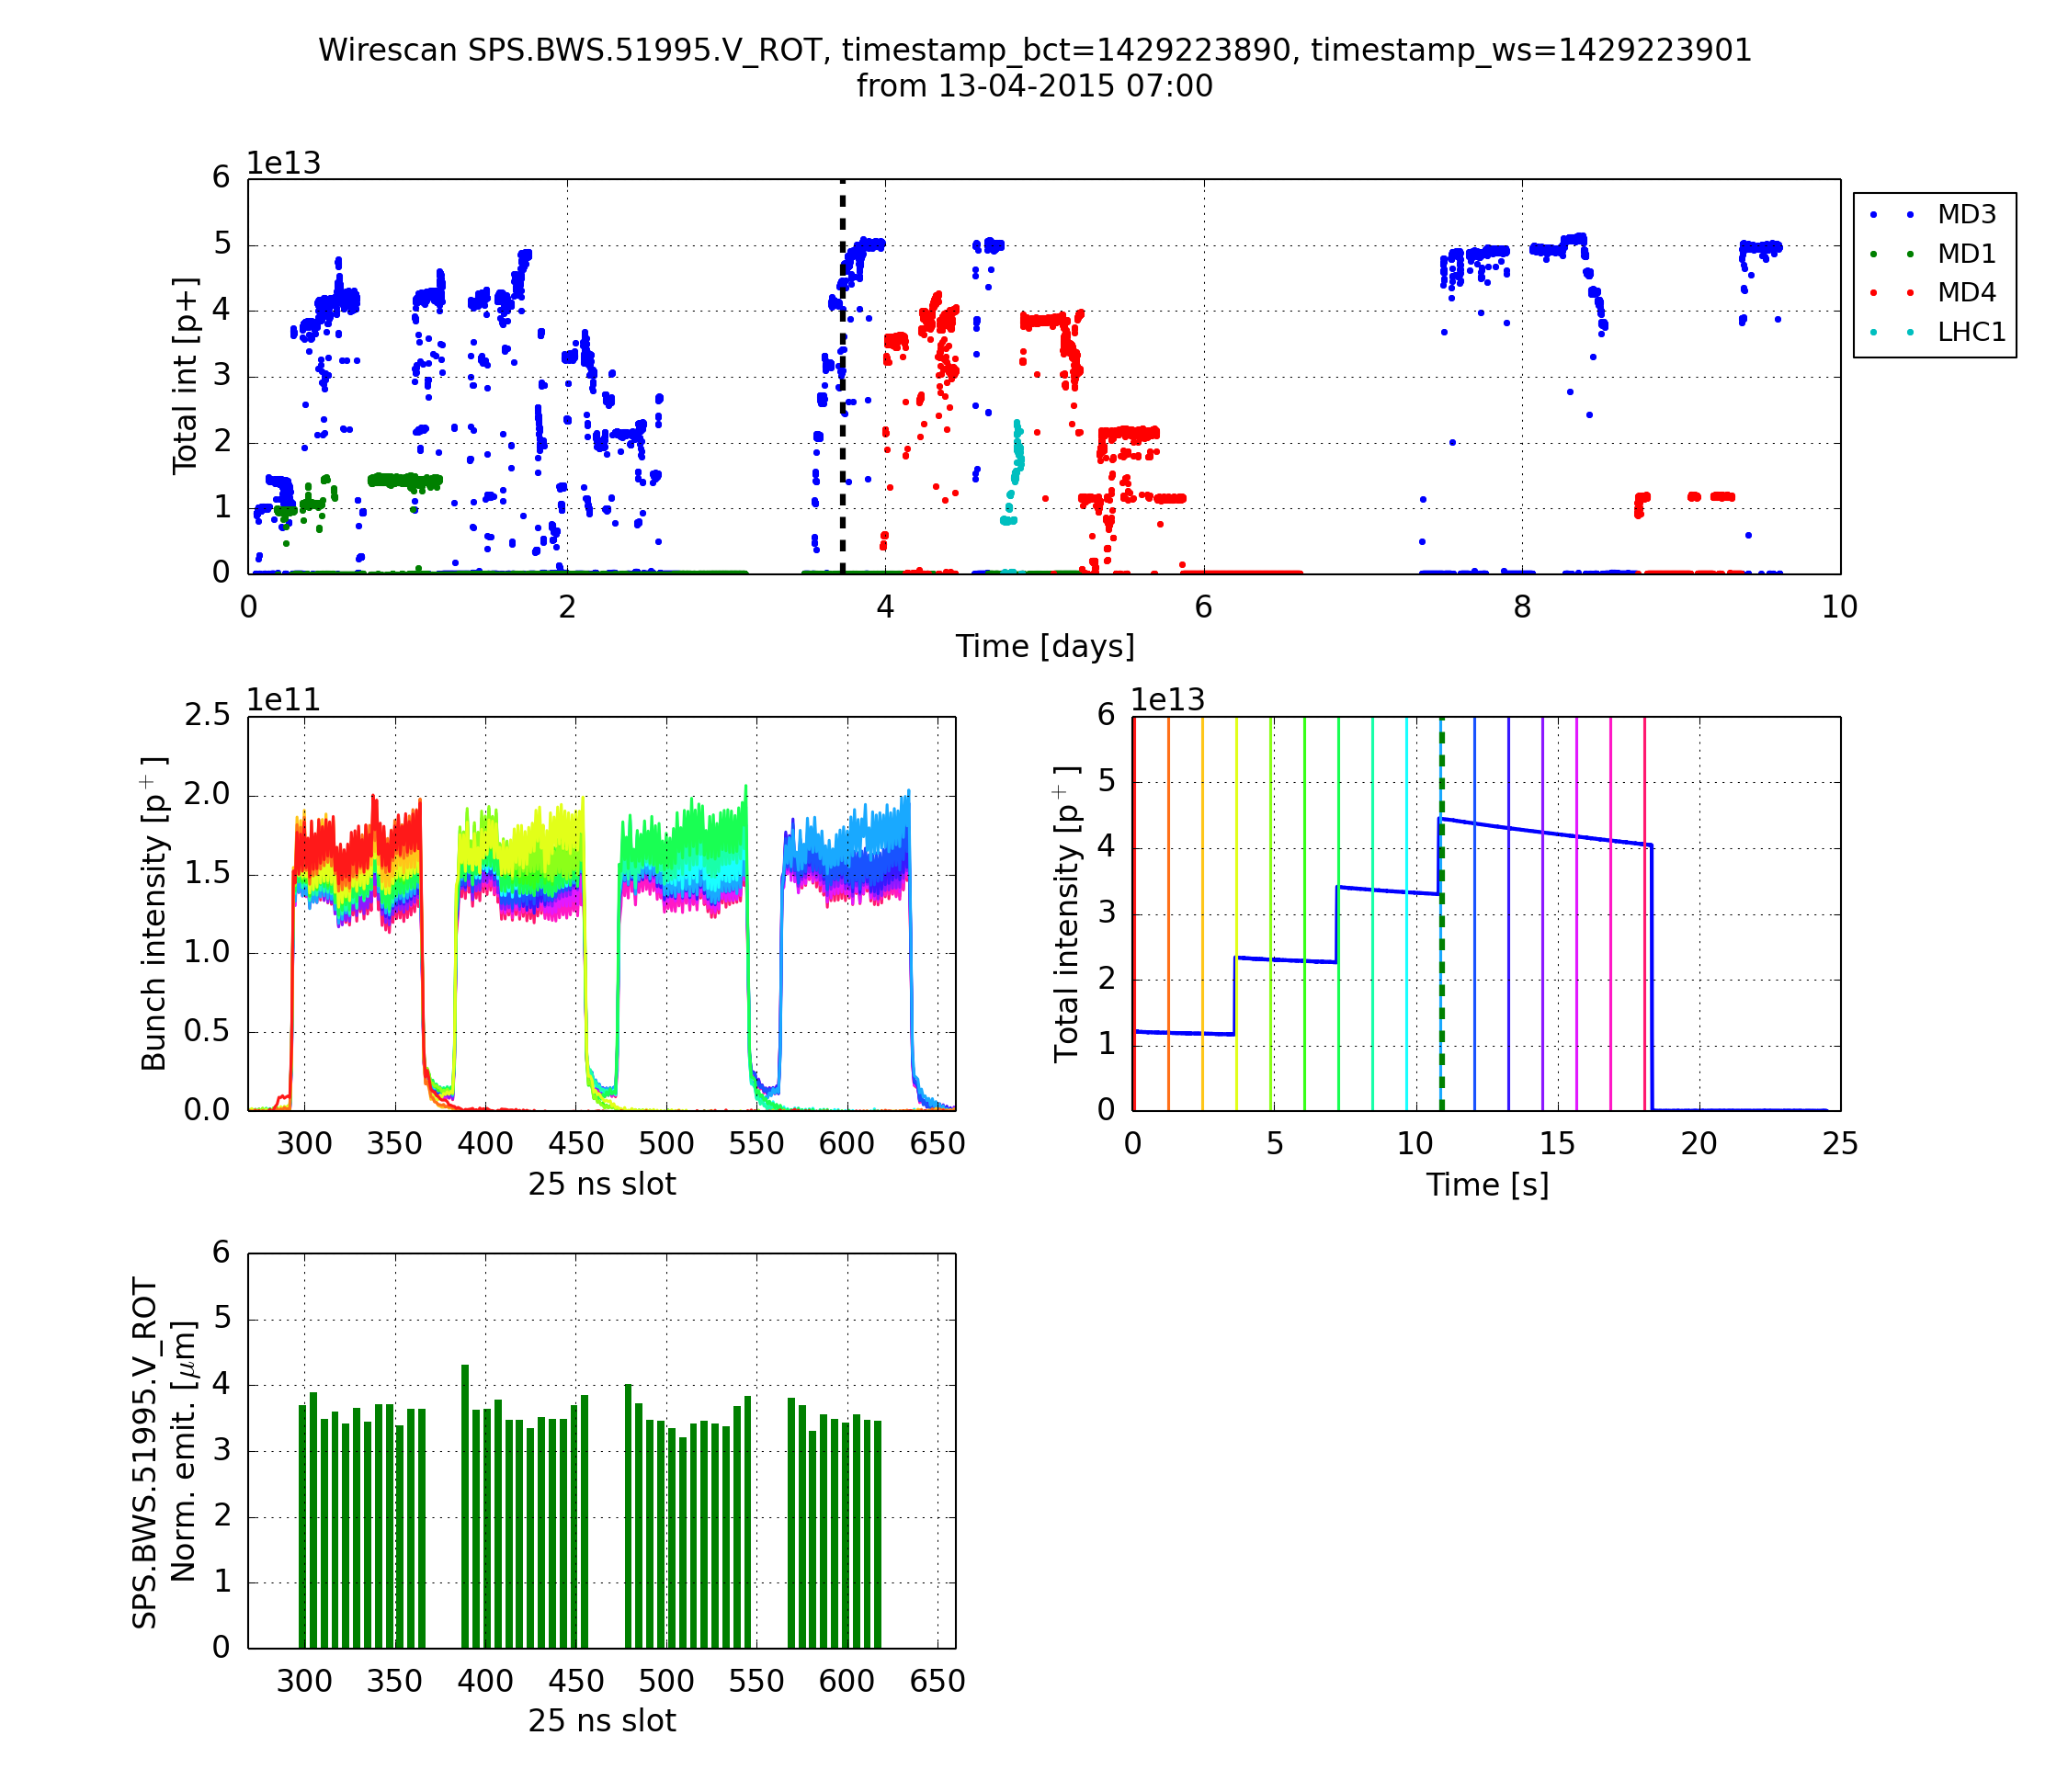 Wirescan SPS.BWS.51995.V_ROT, timestamp_bct=1429223890, timestamp_ws=1429223901
from 13-04-2015 07:00
1e13
6
5
4
3
2
1
0
Total int [p+]
0 2 4 6 8 10
Time [days]
MD3
MD1
MD4
LHC1
1e11
2.5
2.0
1.5
1.0
0.5
0.0
Bunch intensity [p+]
300 350 400 450 500 550 600 650
25 ns slot
1e13
6
5
4
3
2
1
0
Total intensity [p+]
0 5 10 15 20 25
Time [s]
6
5
4
3
2
1
0
SPS.BWS.51995.V_ROT
Norm. emit. [μm]
300 350 400 450 500 550 600 650
25 ns slot